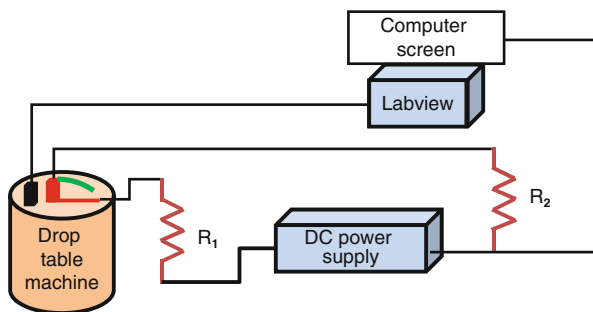 Computer
screen
Labview
Drop
table
machine
R1
DC power
supply
R2